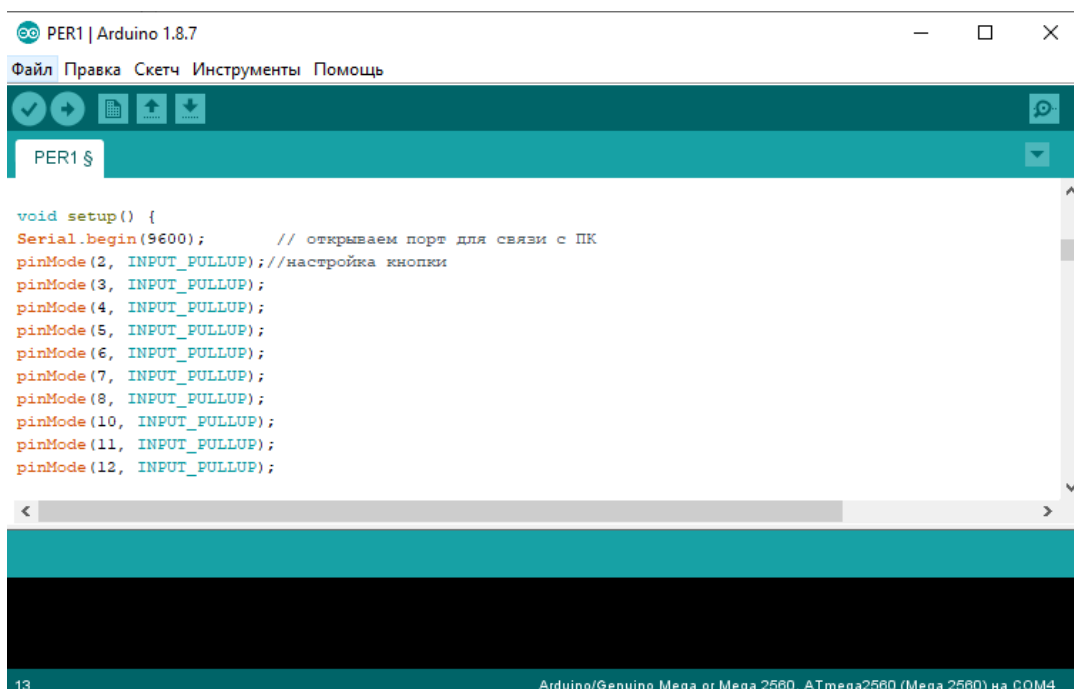 PER1 | Arduino 1.8.7
Файл Правка Скетч Инструменты Помощь
PER1 §
void setup() {
Serial.begin(9600);       // открываем порт для связи с ПК
pinMode(2, INPUT_PULLUP);//настройка кнопки
pinMode(3, INPUT_PULLUP);
pinMode(4, INPUT_PULLUP);
pinMode(5, INPUT_PULLUP);
pinMode(6, INPUT_PULLUP);
pinMode(7, INPUT_PULLUP);
pinMode(8, INPUT_PULLUP);
pinMode(10, INPUT_PULLUP);
pinMode(11, INPUT_PULLUP);
pinMode(12, INPUT_PULLUP);
13 Arduino/Genuino Mega or Mega 2560, ATmega2560 (Mega 2560) на COM4